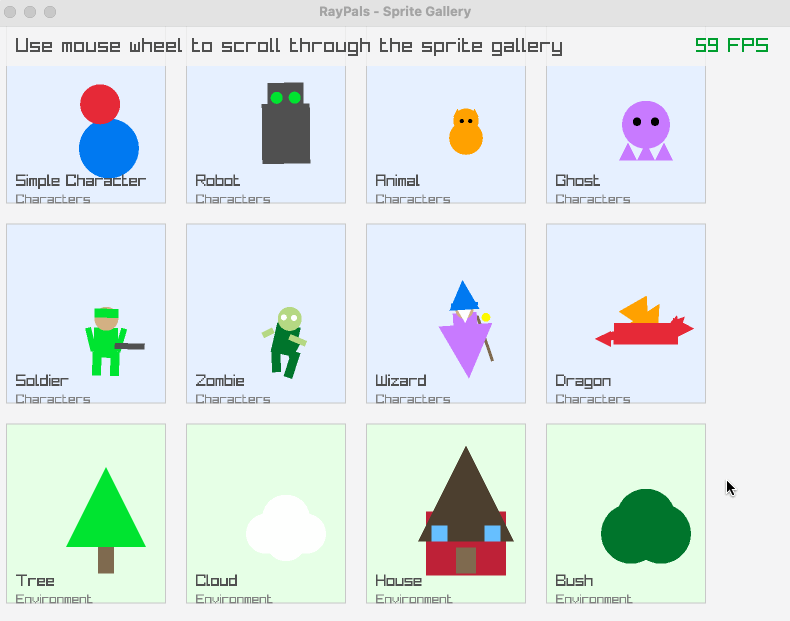 RayPals - Sprite Gallery
Use mouse wheel to scroll through the sprite gallery
59 FPS
Simple Character
Characters
Robot
Characters
Animal
Characters
Ghost
Characters
Soldier
Characters
Zombie
Characters
Wizard
Characters
Dragon
Characters
Tree
Environment
Cloud
Environment
House
Environment
Bush
Environment